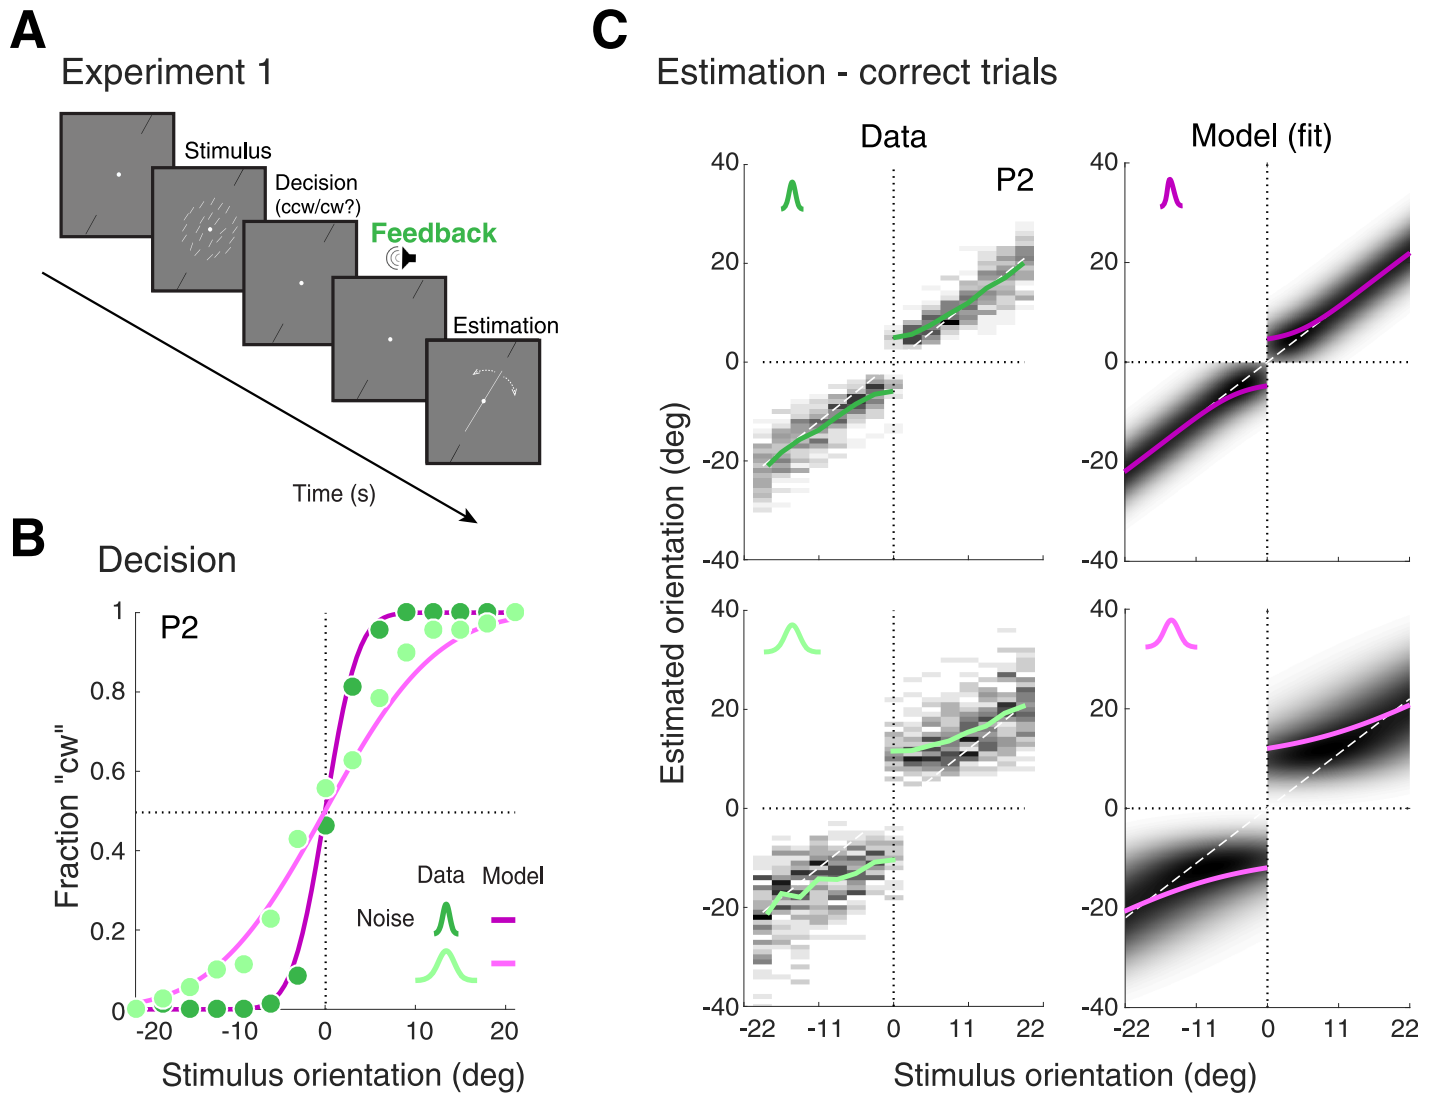 A
Experiment 1
Stimulus
Decision
(ccw/cw?)
Feedback
Estimation
Time (s)
B
Decision
P2
1
0.8
0.6
0.4
0.2
0
Fraction "cw"
Data Model
Noise
-20 -10 0 10 20
Stimulus orientation (deg)
C
Estimation - correct trials
Data
Model (fit)
P2
40
20
0
-20
-40
40
20
0
-20
-40
40
20
0
-20
-40
40
20
0
-20
-40
Estimated orientation (deg)
-22 -11 0 11 22
-22 -11 0 11 22
Stimulus orientation (deg)